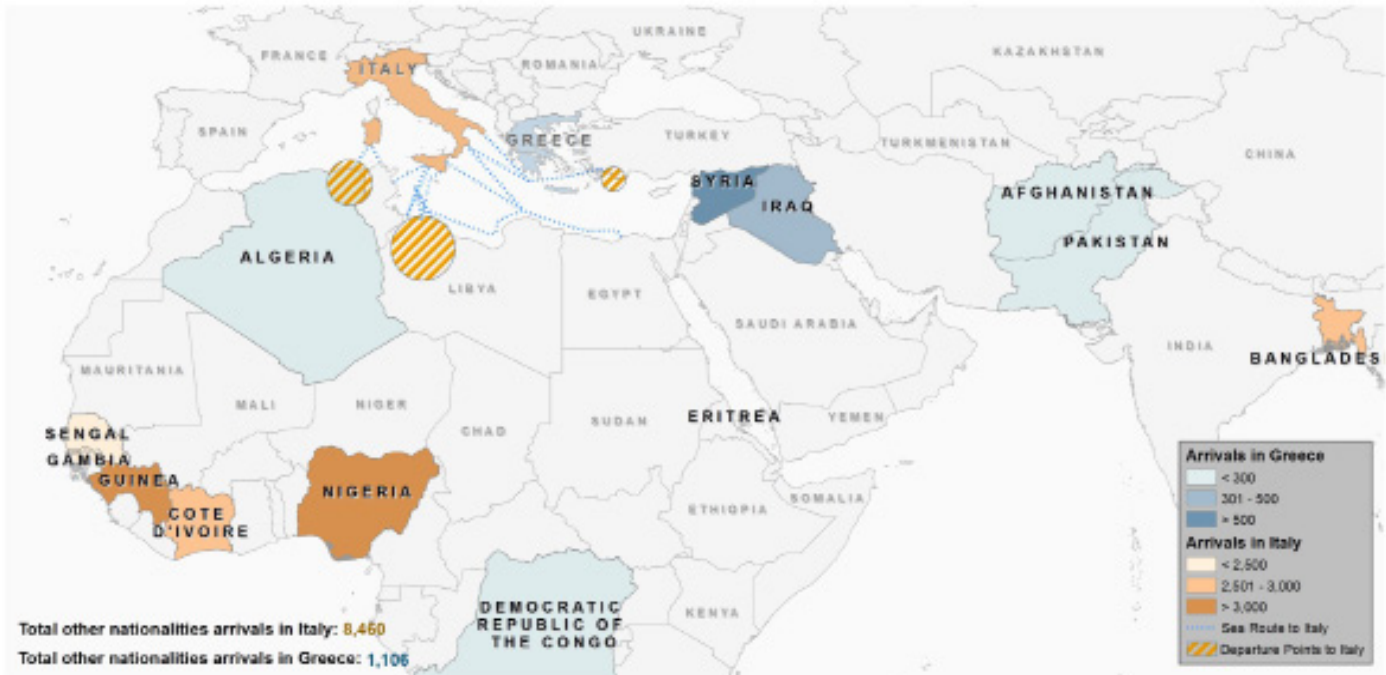 UKRAINE
KAZAKHSTAN
FRANCE
ITALY
ROMANIA
SPAIN
GREECE
TURKEY
TURKMENISTAN
CHINA
SYRIA
IRAQ
AFGHANISTAN
PAKISTAN
ALGERIA
LIBYA
EGYPT
SAUDI ARABIA
INDIA
BANGLADES
MAURITANIA
MALI
NIGER
CHAD
SUDAN
ERITREA
YEMEN
SENGAL
GAMBIA
GUINEA
COTE
D'IVOIRE
NIGERIA
ETHIOPIA
SOMALIA
KENYA
DEMOCRATIC
REPUBLIC OF
THE CONGO
Total other nationalities arrivals in Italy: 8,460
Total other nationalities arrivals in Greece: 1,106
Arrivals in Greece
< 300
301 - 500
> 500
Arrivals in Italy
< 2,500
2,501 - 3,000
> 3,000
Sea Route to Italy
Departure Points to Italy